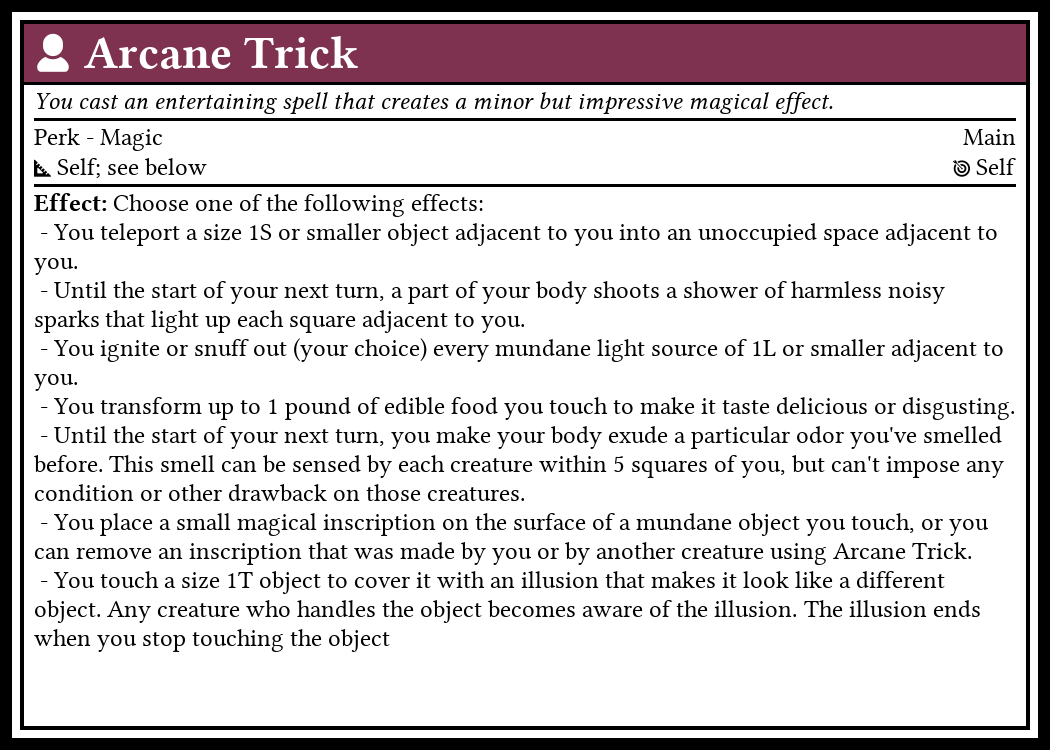 Arcane Trick
You cast an entertaining spell that creates a minor but impressive magical effect.
Perk - Magic
Main
Self; see below
Self
Effect: Choose one of the following effects:
- You teleport a size 1S or smaller object adjacent to you into an unoccupied space adjacent to
you.
- Until the start of your next turn, a part of your body shoots a shower of harmless noisy
sparks that light up each square adjacent to you.
- You ignite or snuff out (your choice) every mundane light source of 1L or smaller adjacent to
you.
- You transform up to 1 pound of edible food you touch to make it taste delicious or disgusting.
- Until the start of your next turn, you make your body exude a particular odor you've smelled
before. This smell can be sensed by each creature within 5 squares of you, but can't impose any
condition or other drawback on those creatures.
- You place a small magical inscription on the surface of a mundane object you touch, or you
can remove an inscription that was made by you or by another creature using Arcane Trick.
- You touch a size 1T object to cover it with an illusion that makes it look like a different
object. Any creature who handles the object becomes aware of the illusion. The illusion ends
when you stop touching the object